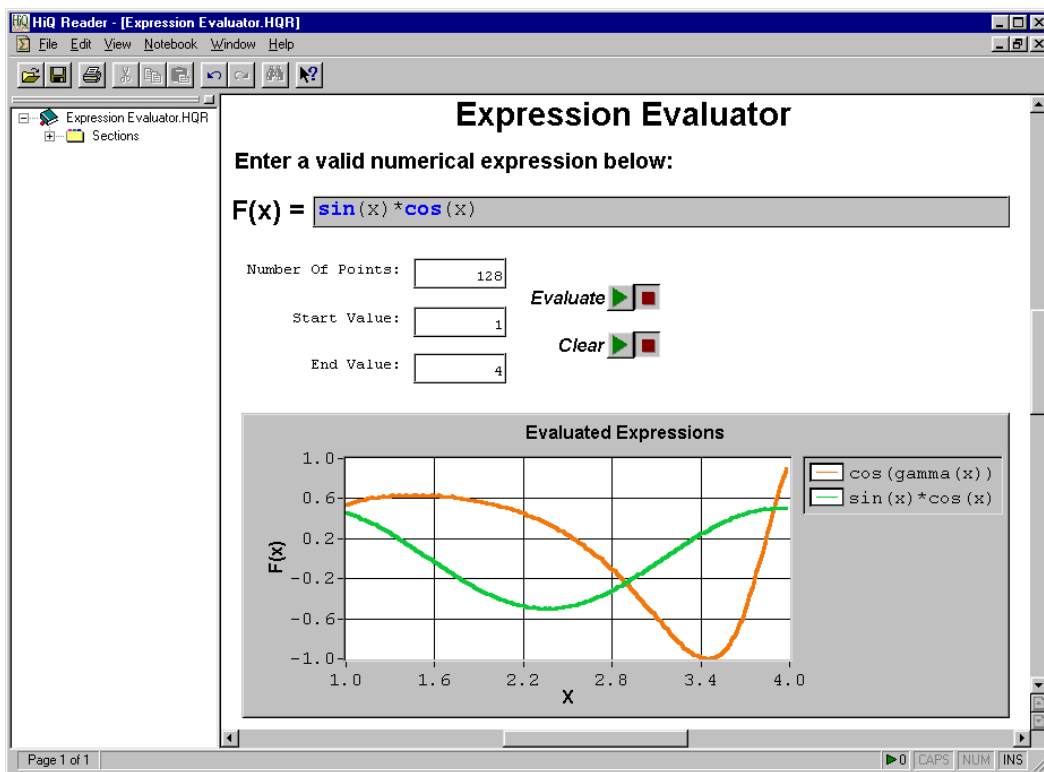 HiQ Reader - [Expression Evaluator.HQR]
File Edit View Notebook Window Help
Expression Evaluator.HQR
Sections
Expression Evaluator
Enter a valid numerical expression below:
F(x) = sin(x)*cos(x)
Number Of Points: 128
Start Value: 1
End Value: 4
Evaluate
Clear
Evaluated Expressions
1.0
0.6
0.2
-0.2
-0.6
-1.0
F(x)
1.0 1.6 2.2 2.8 3.4 4.0
X
cos(gamma(x))
sin(x)*cos(x)
Page 1 of 1
0 CAPS NUM INS